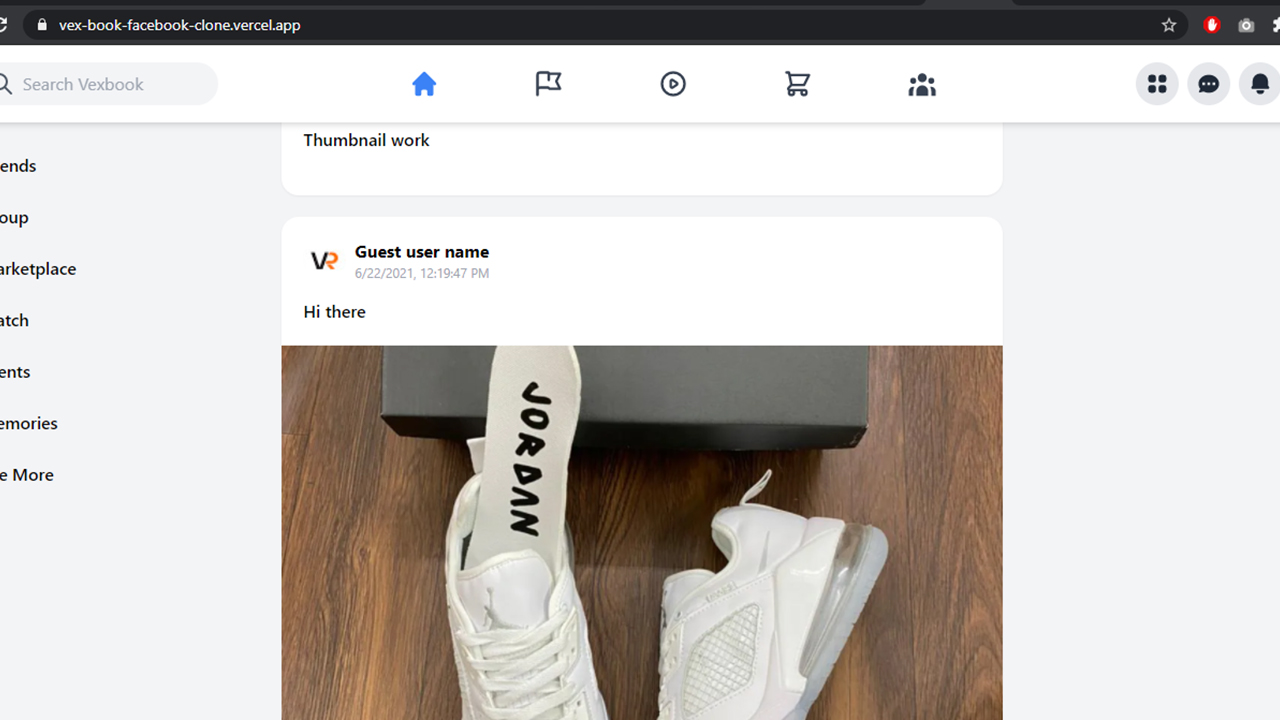 vex-book-facebook-clone.vercel.app
Search Vexbook
Thumbnail work
ends
oup
arketplace
atch
ents
emories
e More
VR
Guest user name
6/22/2021, 12:19:47 PM
Hi there
JORDAN